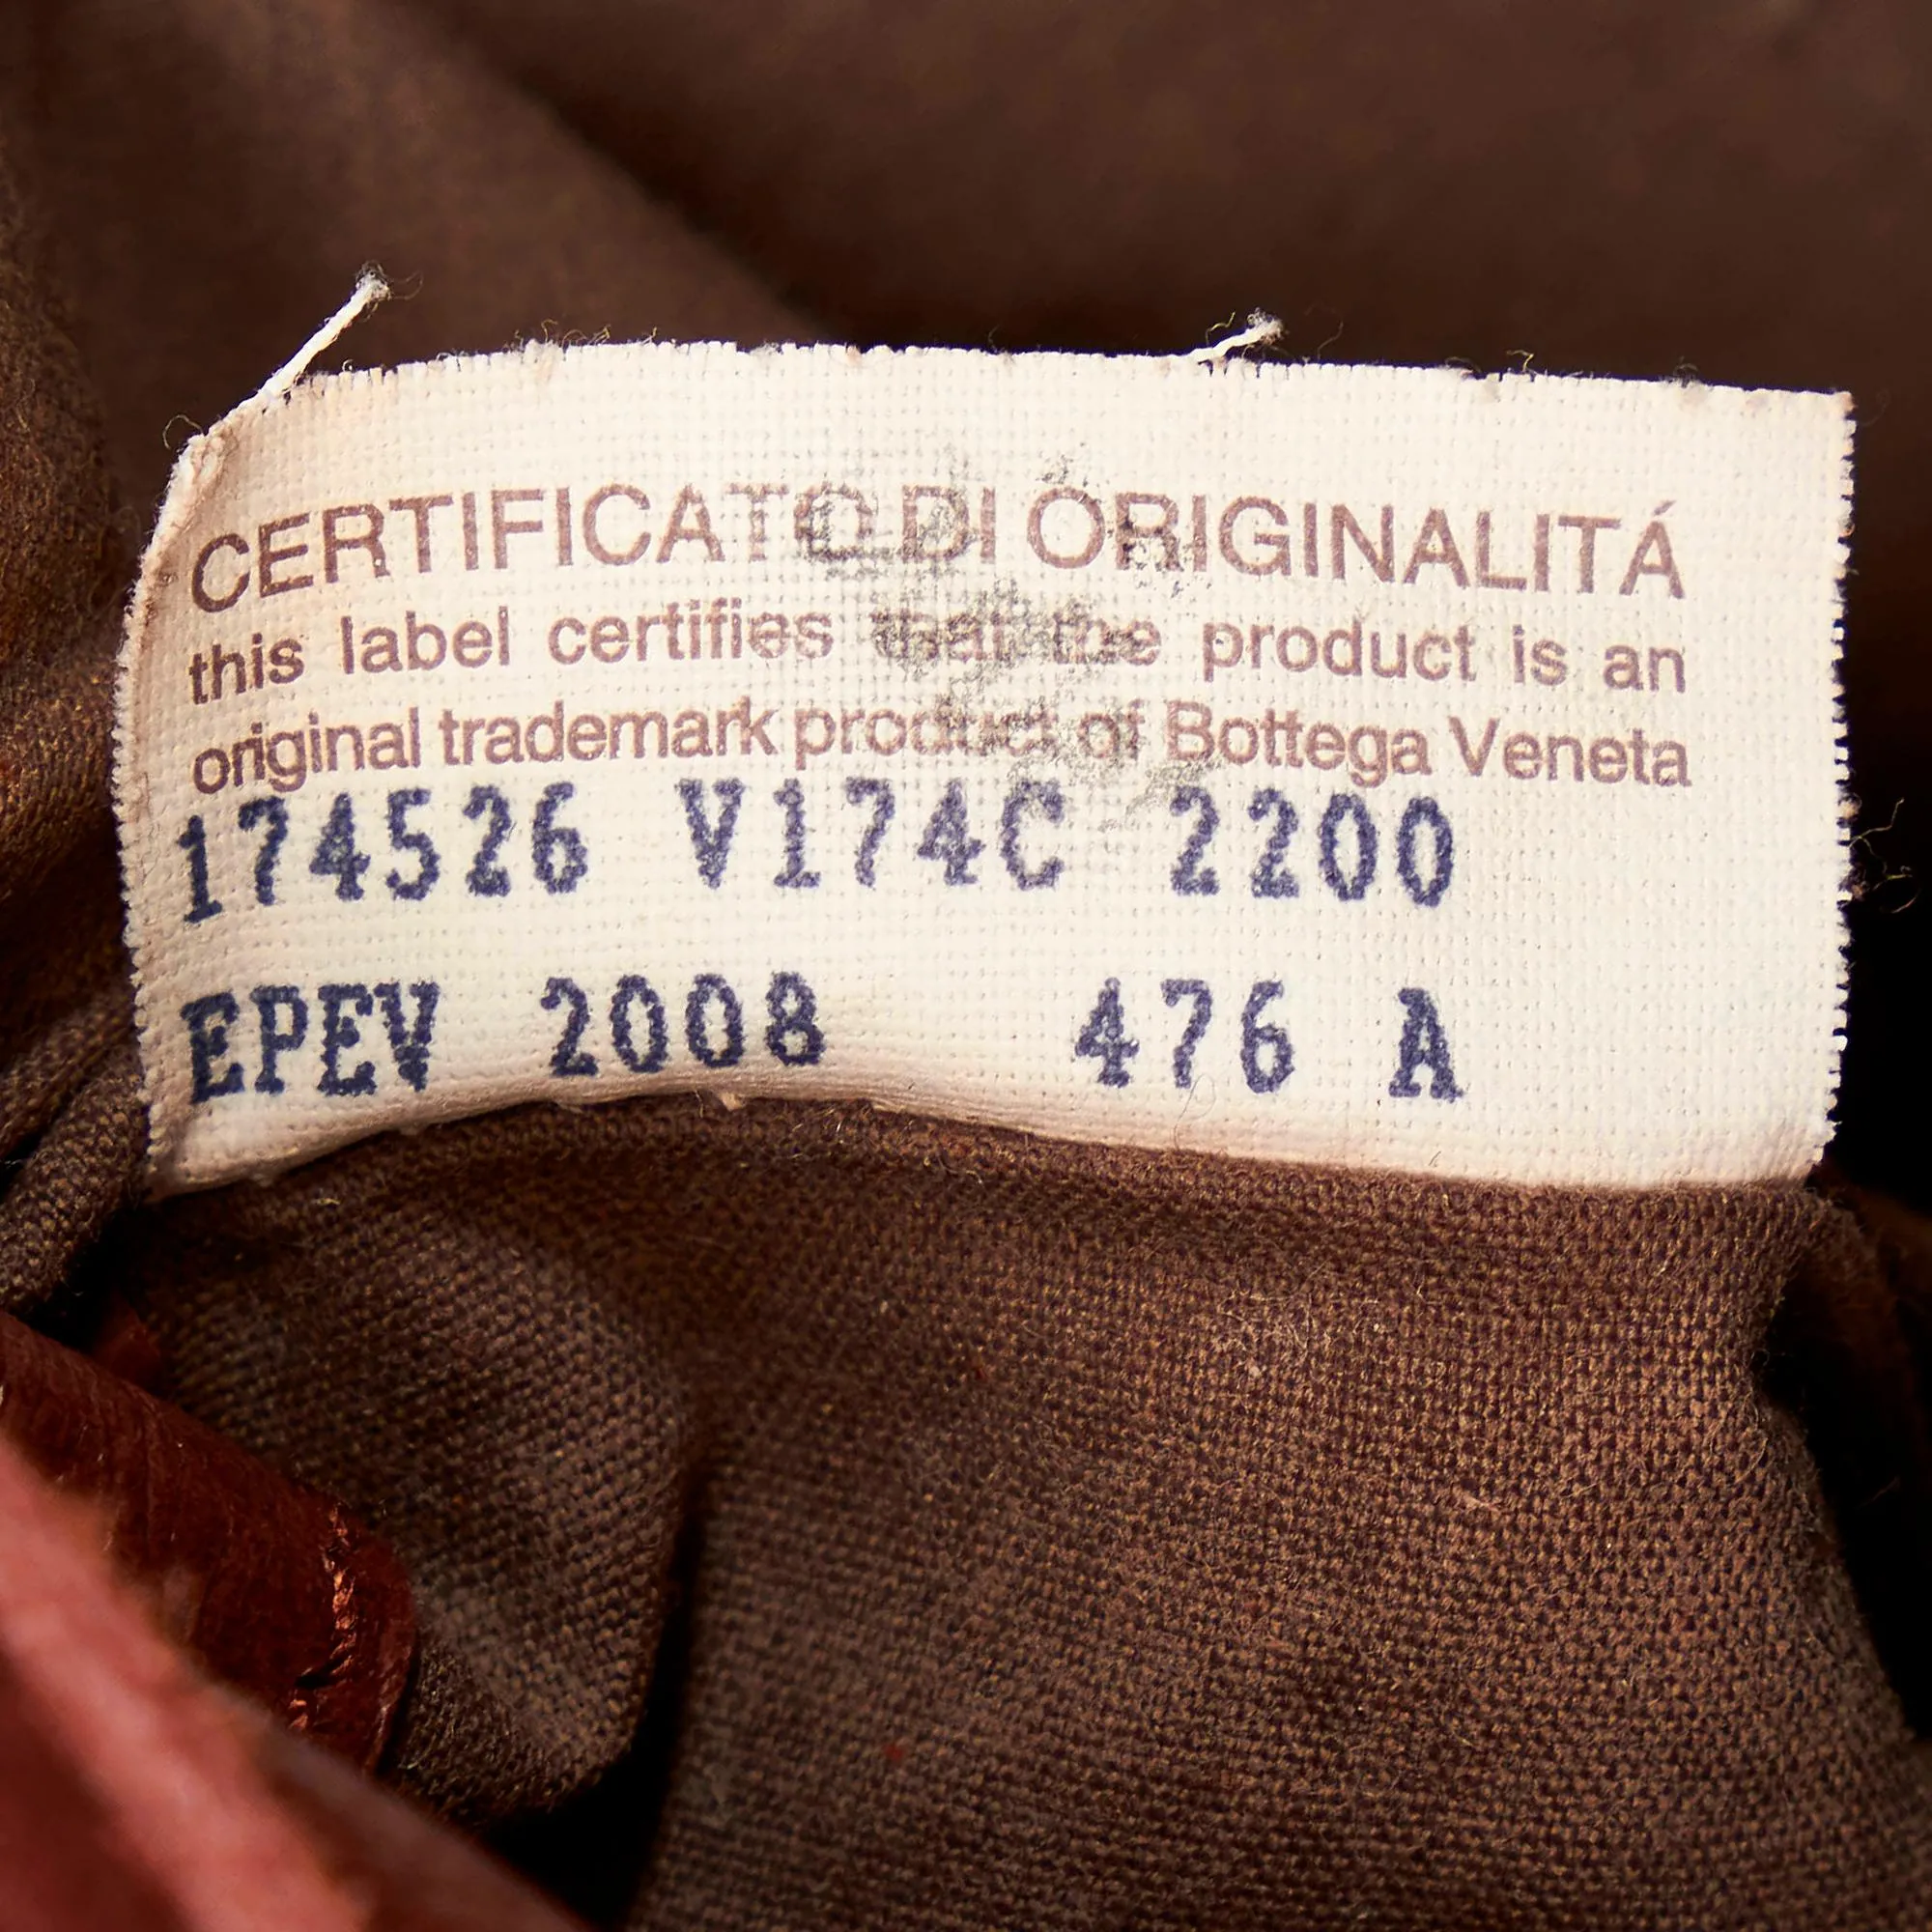 CERTIFICATO DI ORIGINALITÁ
this label certifies that the product is an
original trademark product of Bottega Veneta
174526 V174C 2200
EPEV 2008 476 A